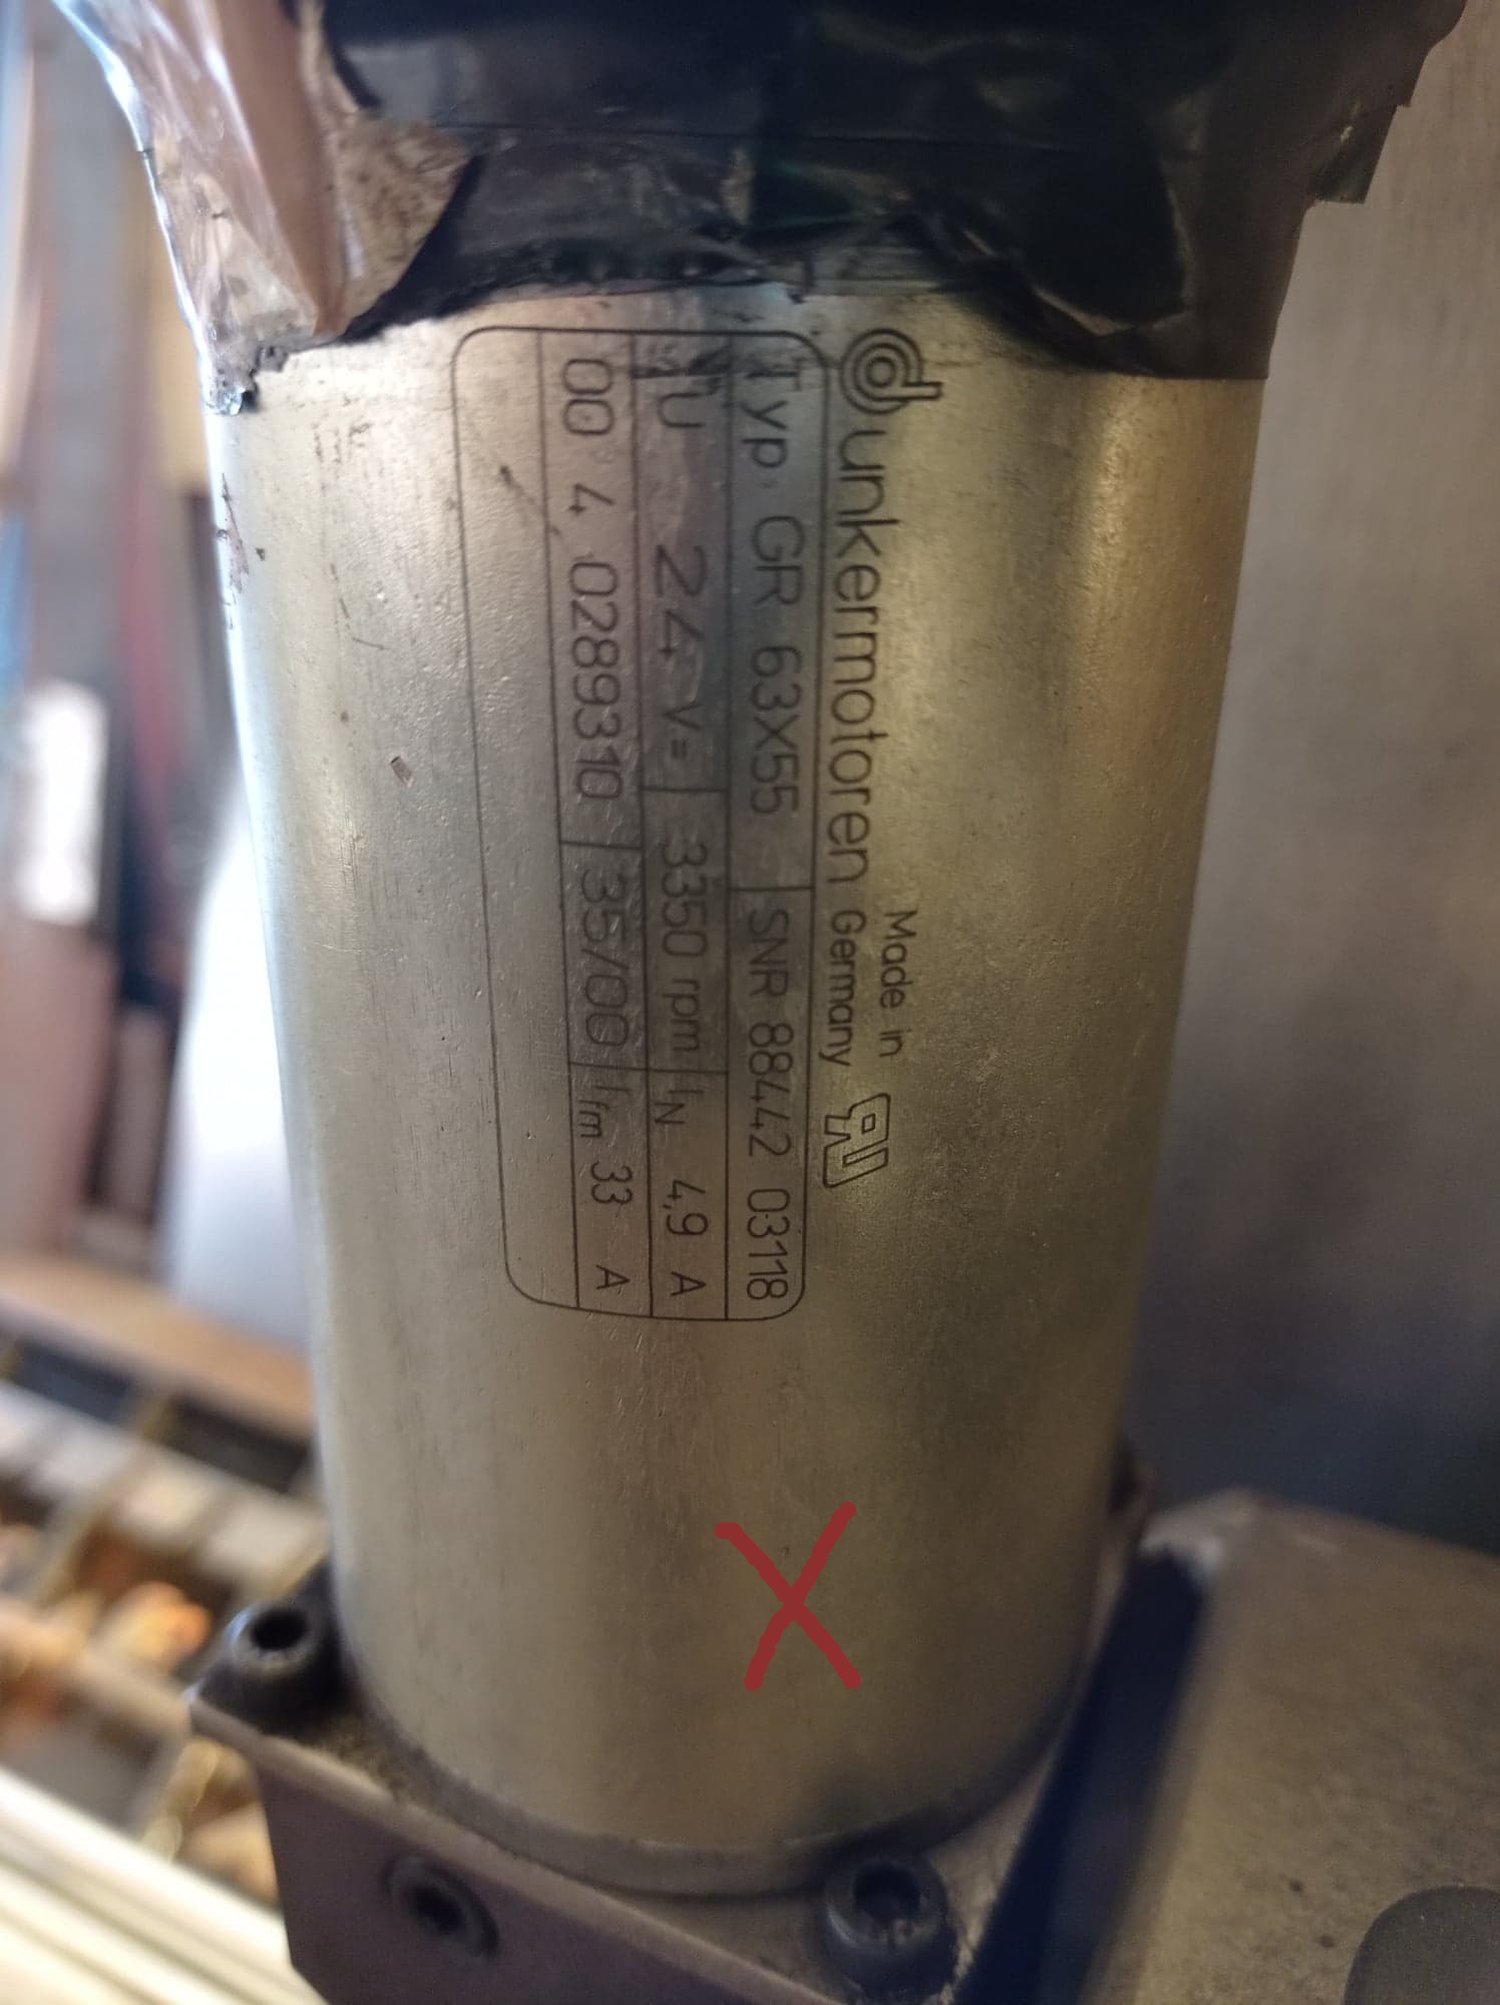 dunkermotoren Made in Germany
Typ. GR 63X55 SNR 88442 03118
U 24 V= 3350 rpm IN 4,9 A
00 4 0289310 35/00 Ifm 33 A
X